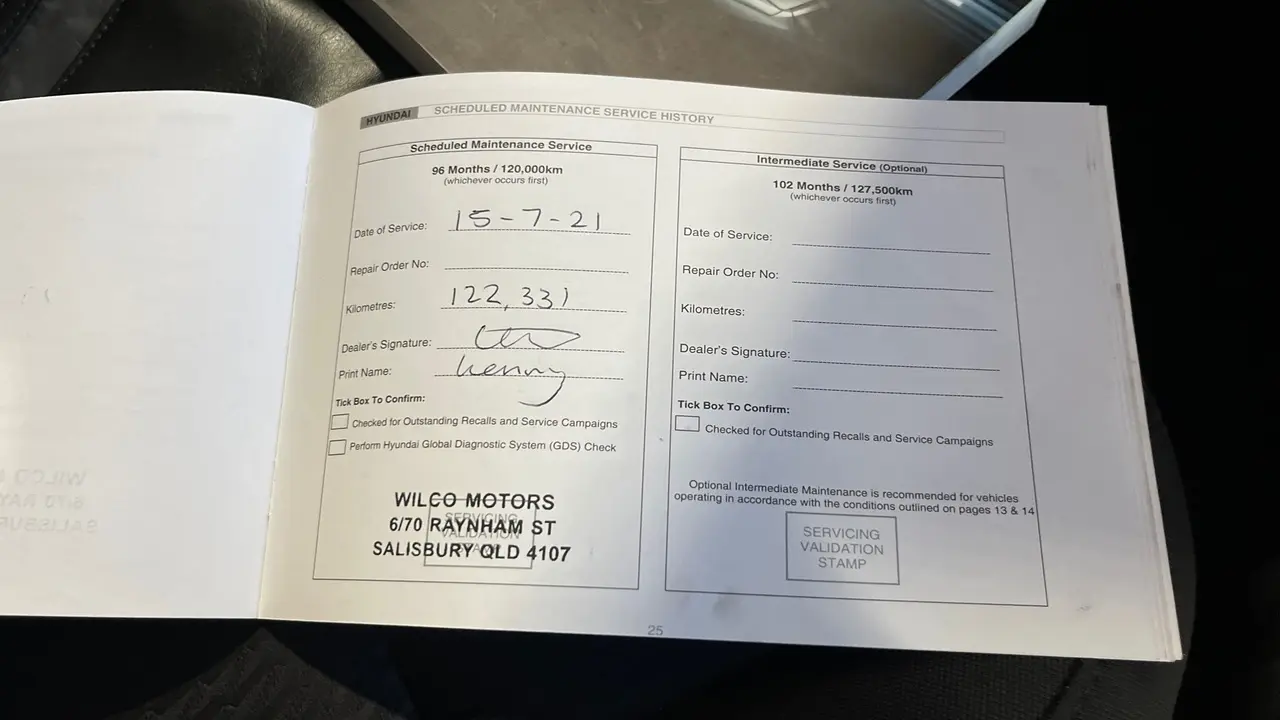 HYUNDAI SCHEDULED MAINTENANCE SERVICE HISTORY
Scheduled Maintenance Service
96 Months / 120,000km
(whichever occurs first)
Date of Service: 15-7-21
Repair Order No:
Kilometres: 122,331
Dealer's Signature:
Print Name: kenny
Tick Box To Confirm:
Checked for Outstanding Recalls and Service Campaigns
Perform Hyundai Global Diagnostic System (GDS) Check
WILCO MOTORS
6/70 RAYNHAM ST
SALISBURY QLD 4107
SERVICING
VALIDATION
STAMP
Intermediate Service (Optional)
102 Months / 127,500km
(whichever occurs first)
Date of Service:
Repair Order No:
Kilometres:
Dealer's Signature:
Print Name:
Tick Box To Confirm:
Checked for Outstanding Recalls and Service Campaigns
Optional Intermediate Maintenance is recommended for vehicles
operating in accordance with the conditions outlined on pages 13 & 14
SERVICING
VALIDATION
STAMP
25